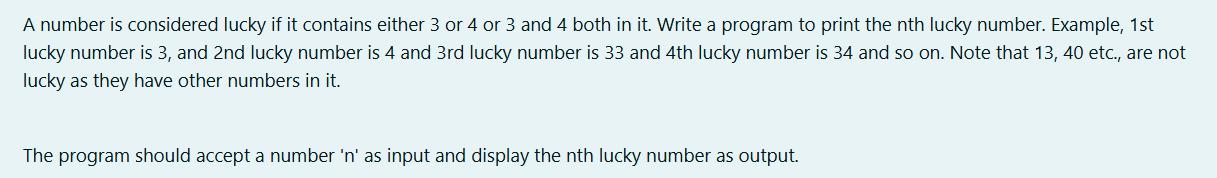 A number is considered lucky if it contains either 3 or 4 or 3 and 4 both in it. Write a program to print the nth lucky number. Example, 1st
lucky number is 3, and 2nd lucky number is 4 and 3rd lucky number is 33 and 4th lucky number is 34 and so on. Note that 13, 40 etc., are not
lucky as they have other numbers in it.
The program should accept a number 'n' as input and display the nth lucky number as output.